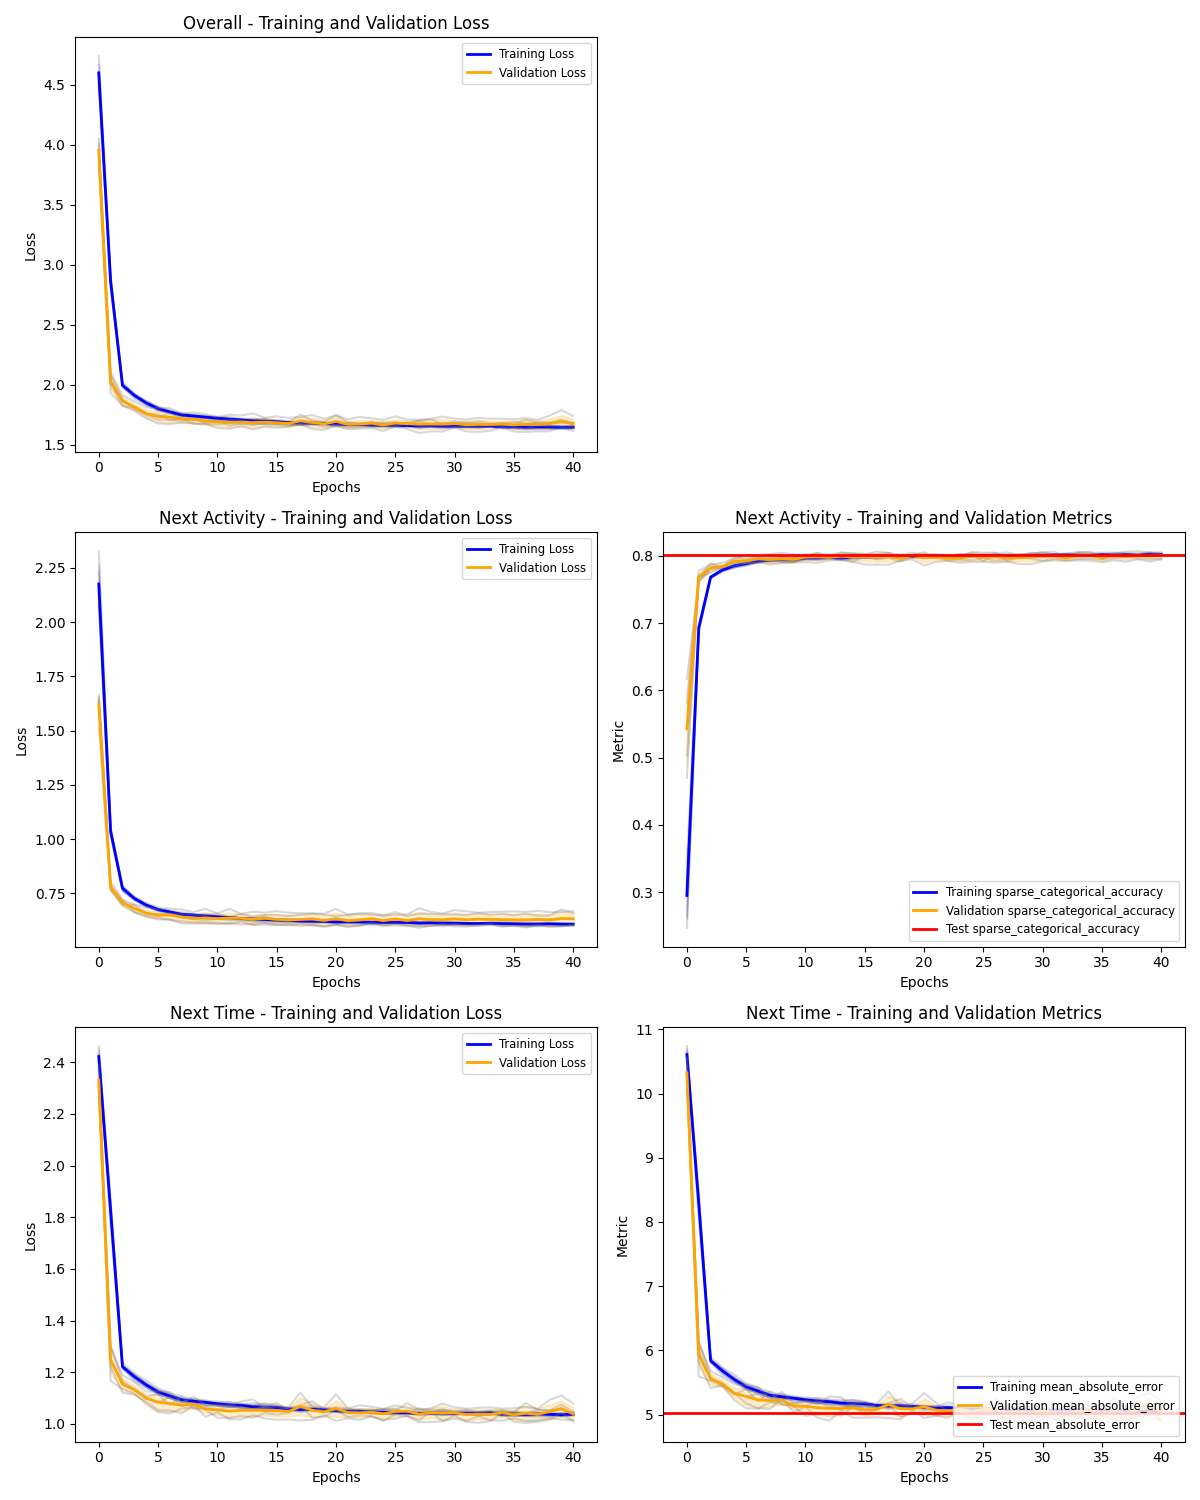 Overall - Training and Validation Loss
Training Loss
Validation Loss
4.5
4.0
3.5
3.0
2.5
2.0
1.5
Loss
0 5 10 15 20 25 30 35 40
Epochs
Next Activity - Training and Validation Loss
Training Loss
Validation Loss
2.25
2.00
1.75
1.50
1.25
1.00
0.75
Loss
0 5 10 15 20 25 30 35 40
Epochs
Next Activity - Training and Validation Metrics
0.8
0.7
0.6
0.5
0.4
0.3
Metric
Training sparse_categorical_accuracy
Validation sparse_categorical_accuracy
Test sparse_categorical_accuracy
0 5 10 15 20 25 30 35 40
Epochs
Next Time - Training and Validation Loss
Training Loss
Validation Loss
2.4
2.2
2.0
1.8
1.6
1.4
1.2
1.0
Loss
0 5 10 15 20 25 30 35 40
Epochs
Next Time - Training and Validation Metrics
11
10
9
8
7
6
5
Metric
Training mean_absolute_error
Validation mean_absolute_error
Test mean_absolute_error
0 5 10 15 20 25 30 35 40
Epochs